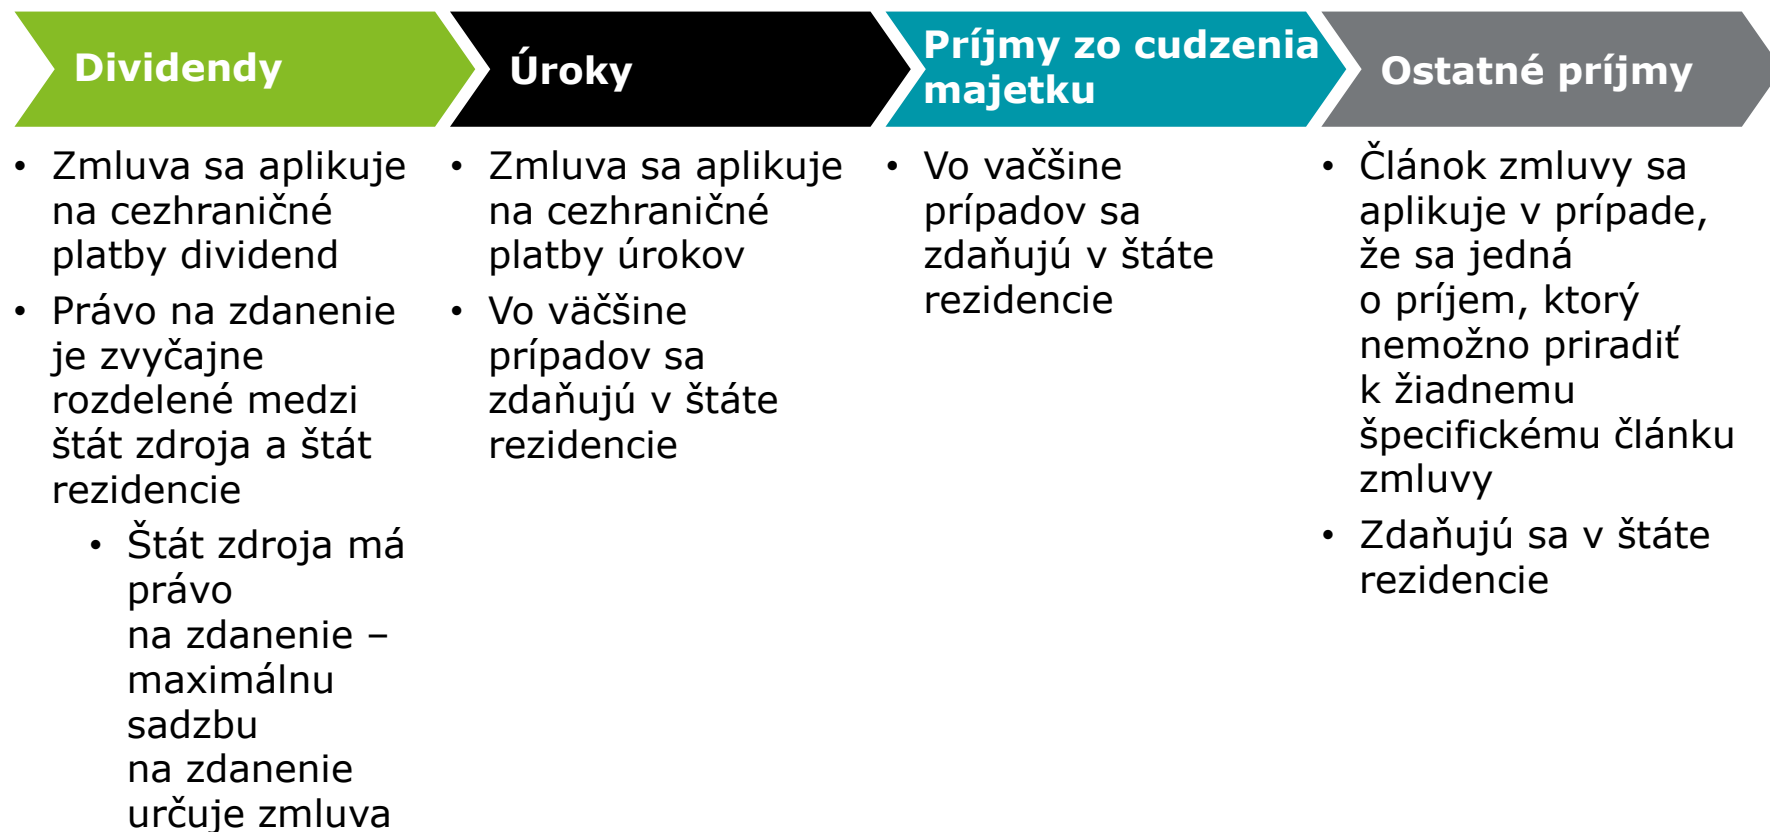 Dividendy
• Zmluva sa aplikuje
na cezhraničné
platby dividend
• Právo na zdanenie
je zvyčajne
rozdelené medzi
štát zdroja a štát
rezidencie
• Štát zdroja má
právo
na zdanenie –
maximálnu
sadzbu
na zdanenie
určuje zmluva
Úroky
• Zmluva sa aplikuje
na cezhraničné
platby úrokov
• Vo väčšine
prípadov sa
zdaňujú v štáte
rezidencie
Príjmy zo cudzenia
majetku
• Vo vačšine
prípadov sa
zdaňujú v štáte
rezidencie
Ostatné príjmy
• Článok zmluvy sa
aplikuje v prípade,
že sa jedná
o príjem, ktorý
nemožno priradiť
k žiadnemu
špecifickému článku
zmluvy
• Zdaňujú sa v štáte
rezidencie